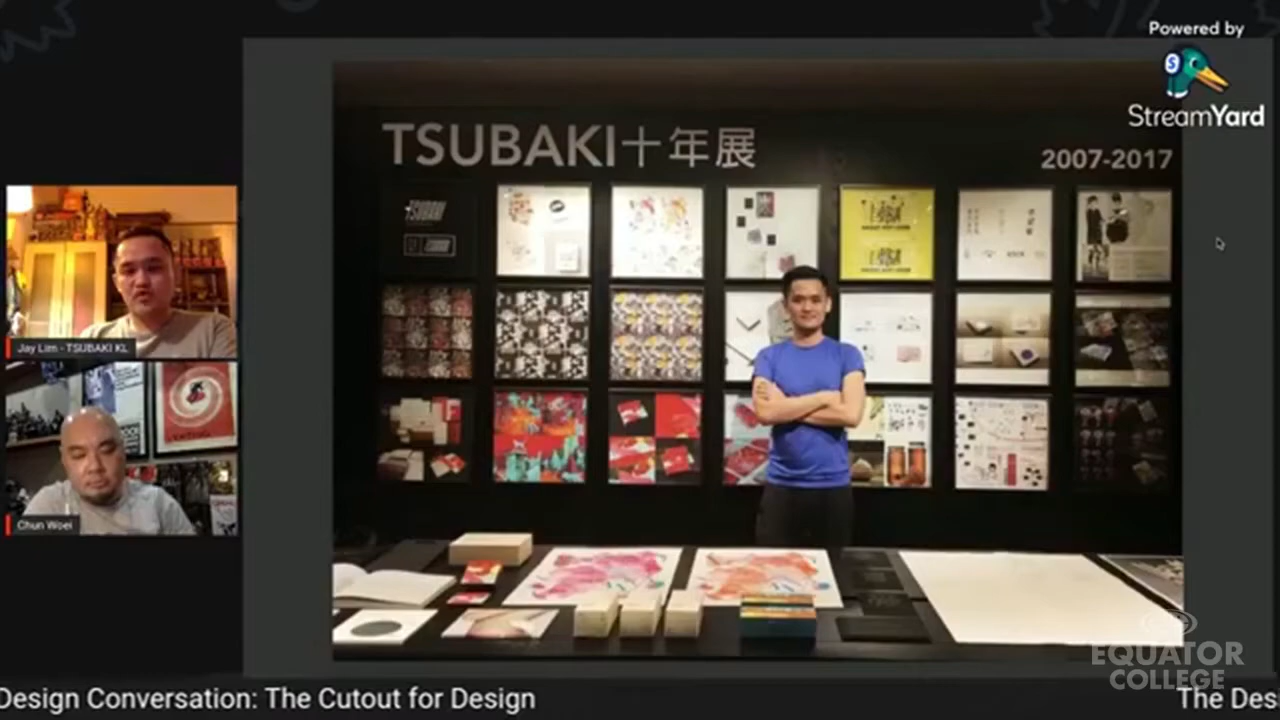 Powered by
StreamYard
TSUBAKI十年展
2007-2017
Jay Lim - TSUBAKI KL
Chun Woei
EQUATOR
COLLEGE
Design Conversation: The Cutout for Design
The Des